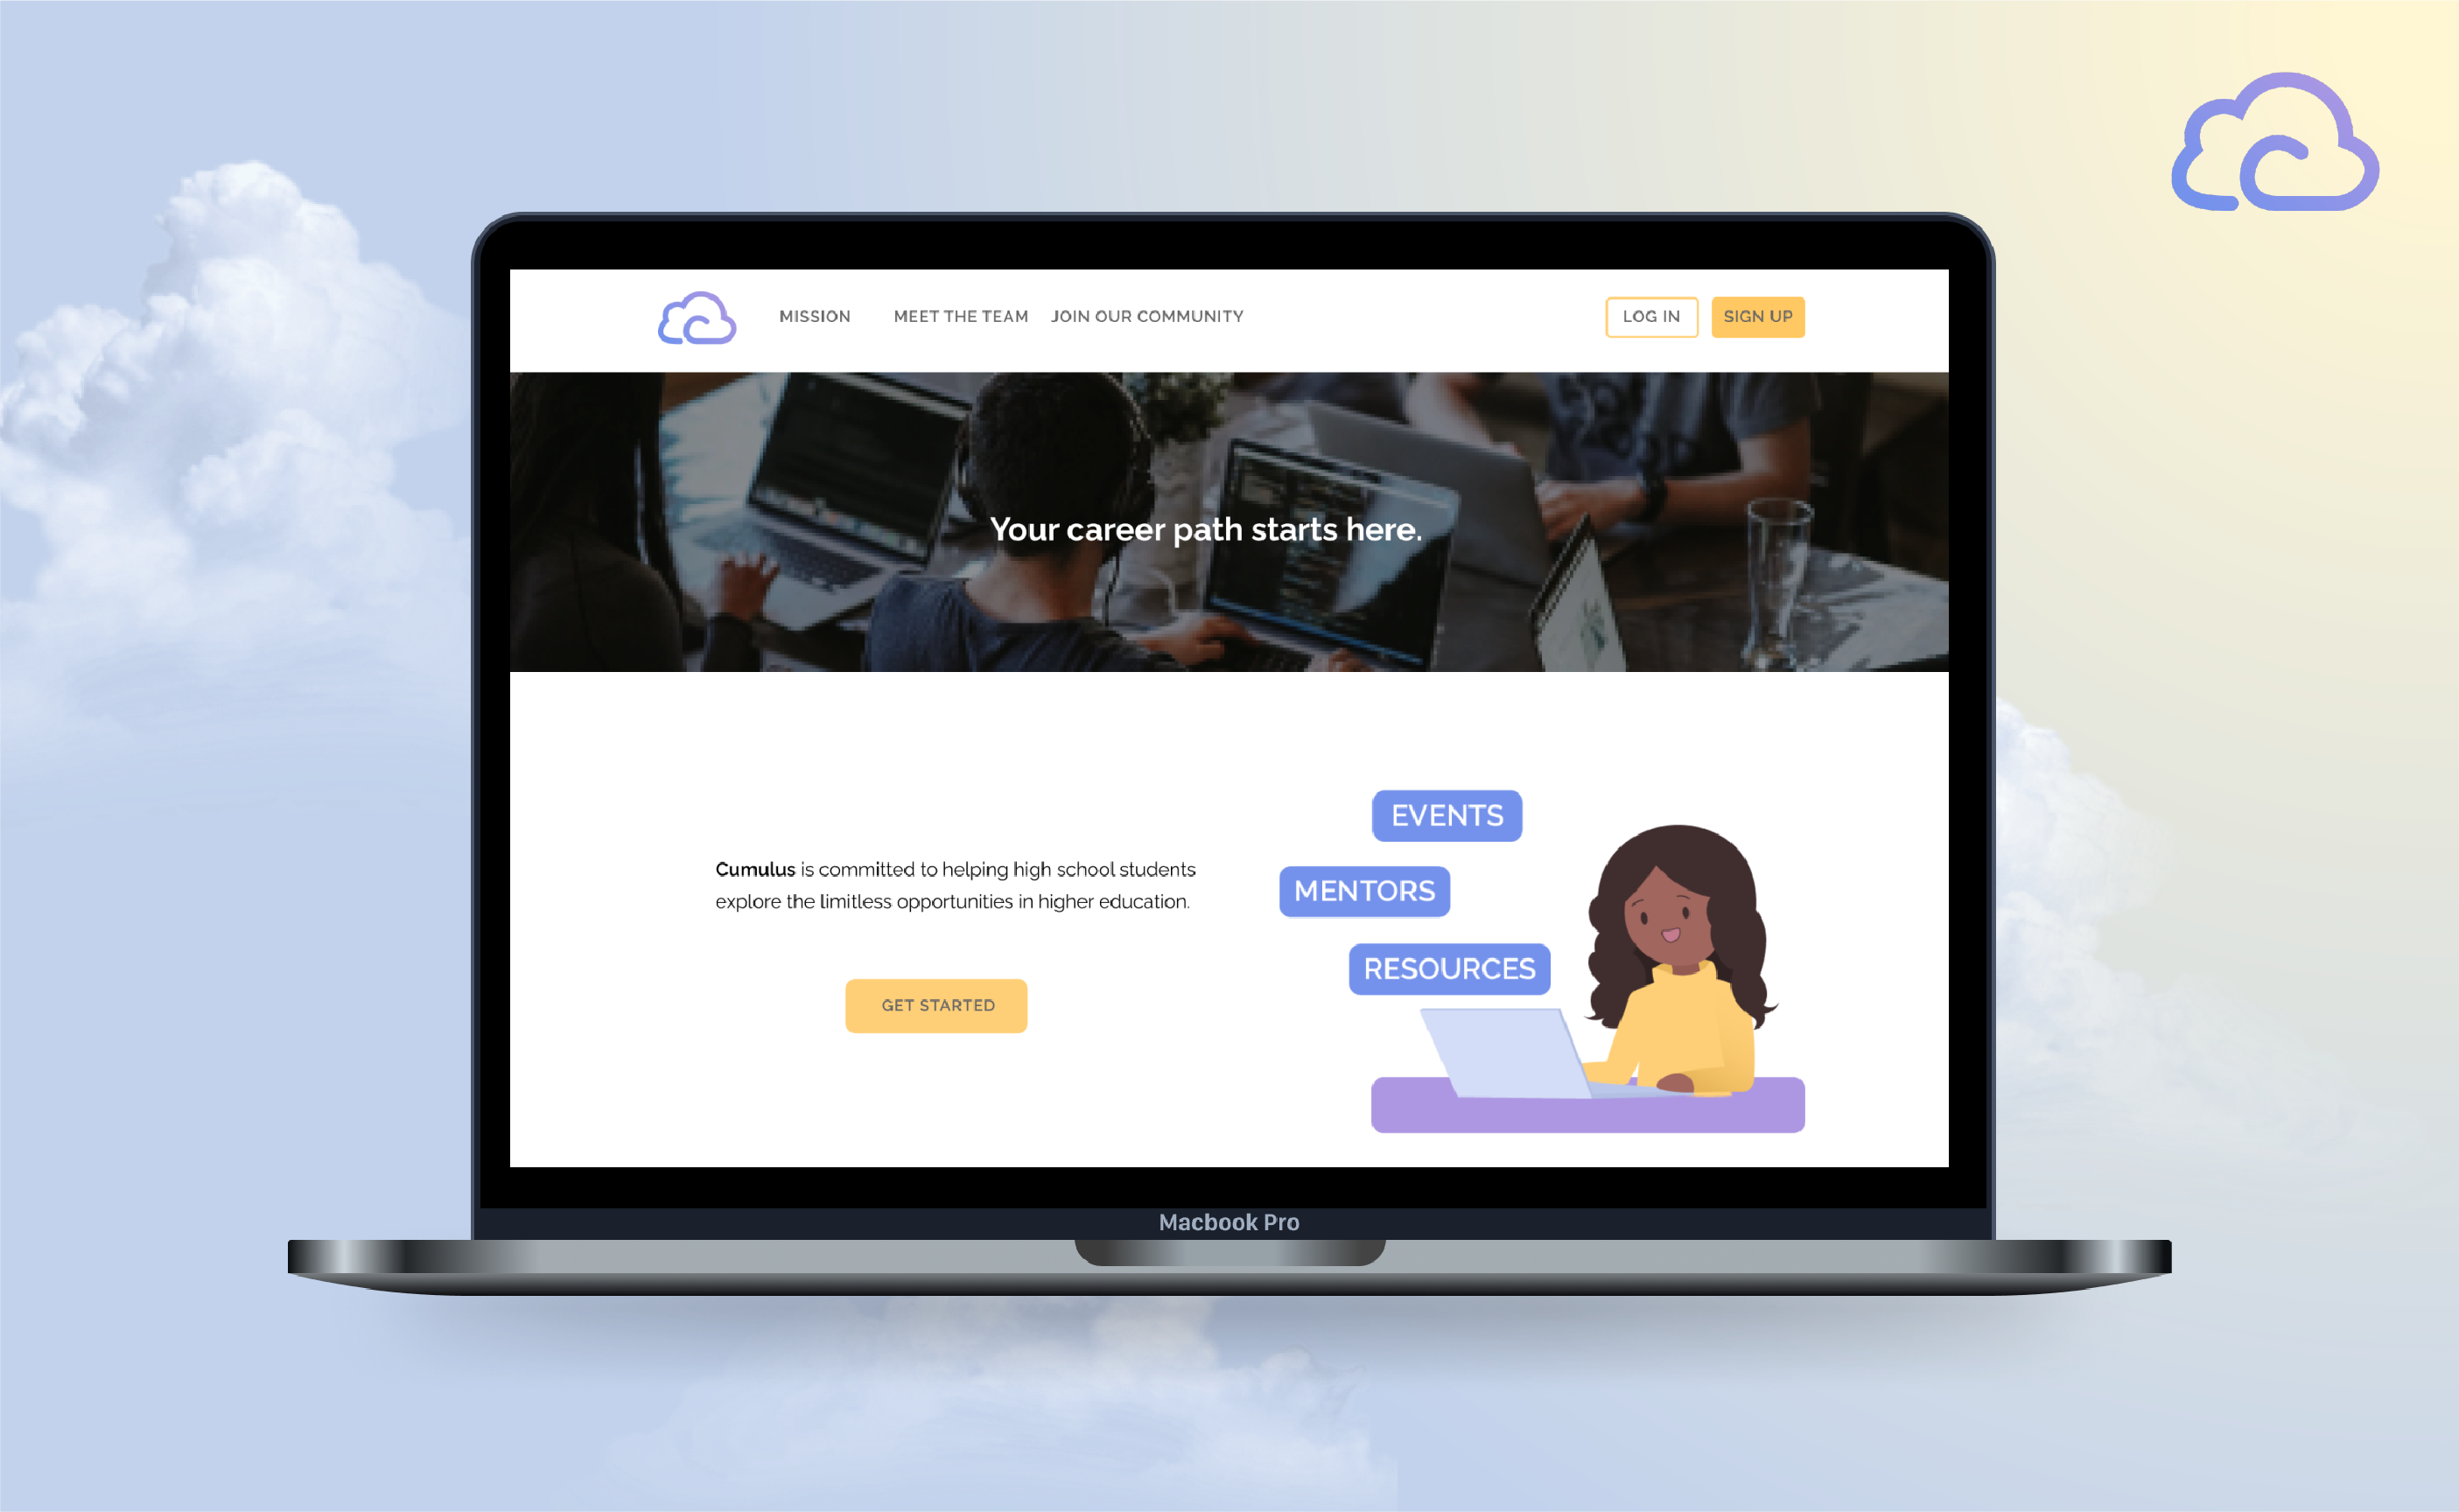 MISSION
MEET THE TEAM
JOIN OUR COMMUNITY
LOG IN
SIGN UP
Your career path starts here.
Cumulus is committed to helping high school students
explore the limitless opportunities in higher education.
GET STARTED
EVENTS
MENTORS
RESOURCES
Macbook Pro